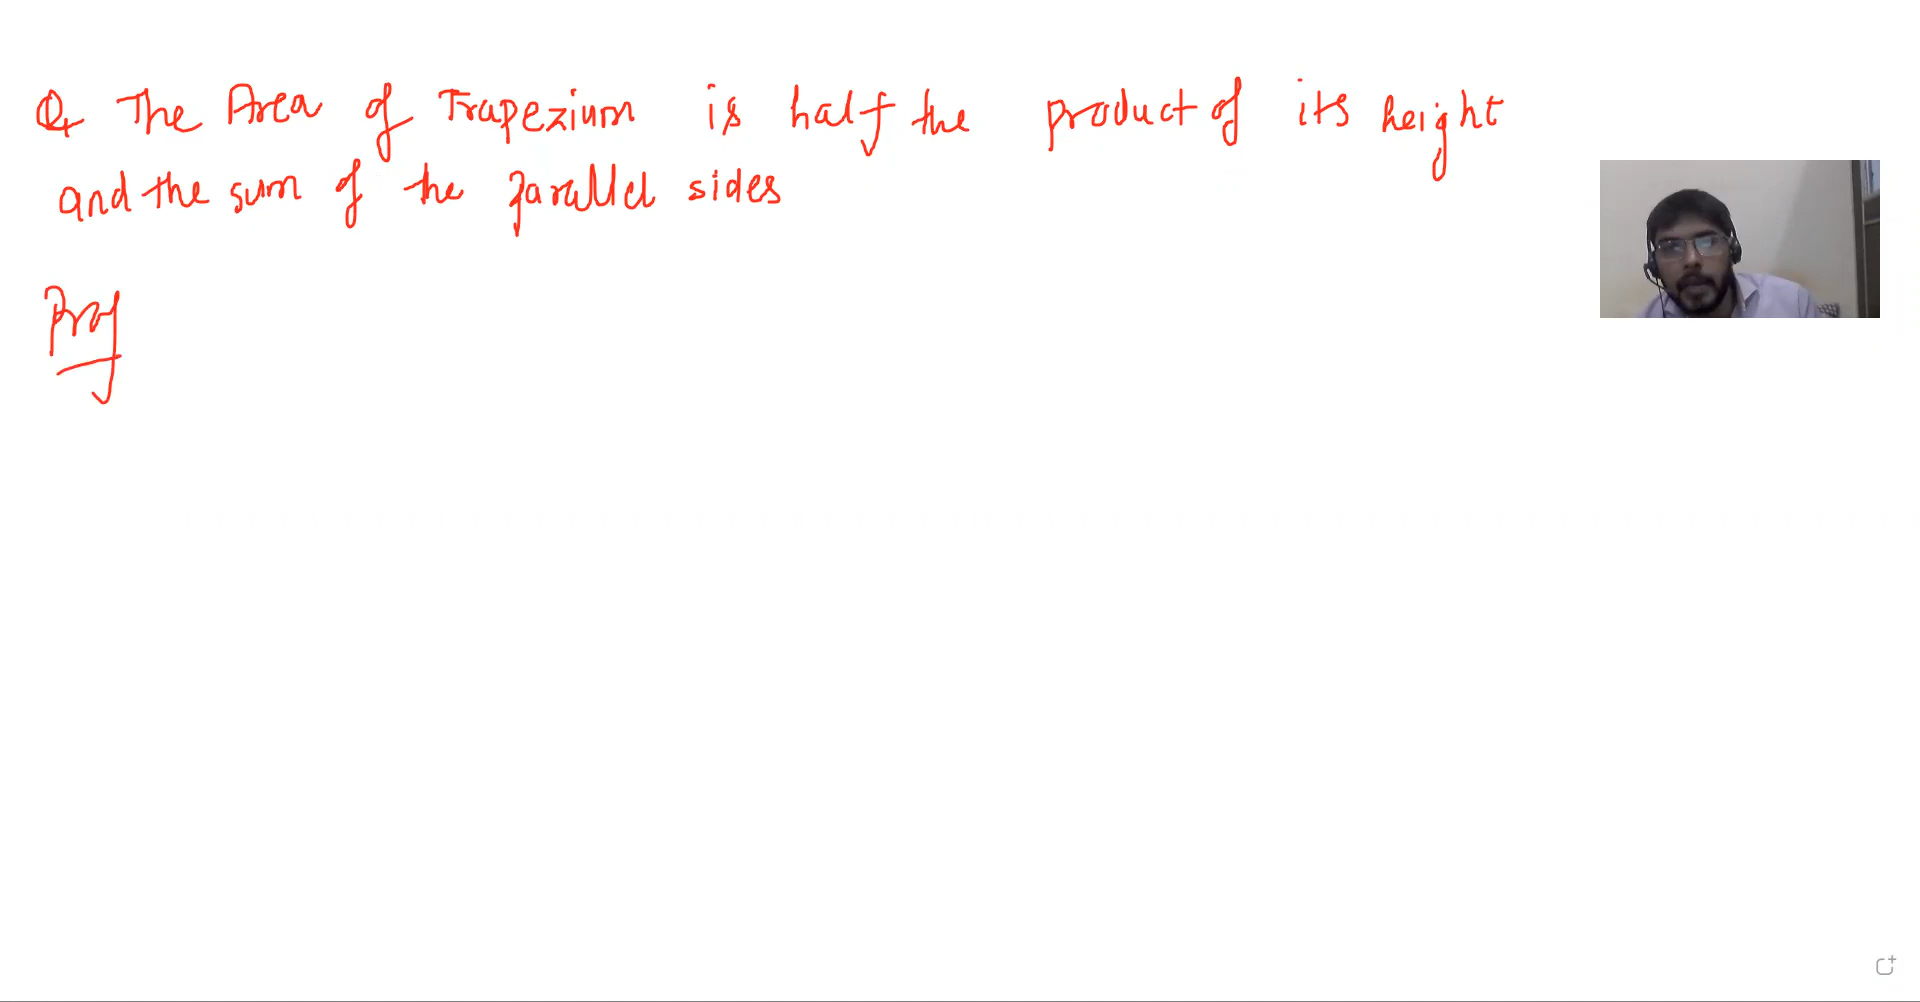 Q. The Area of Trapezium is half the product of its height
and the sum of the parallel sides
Proof